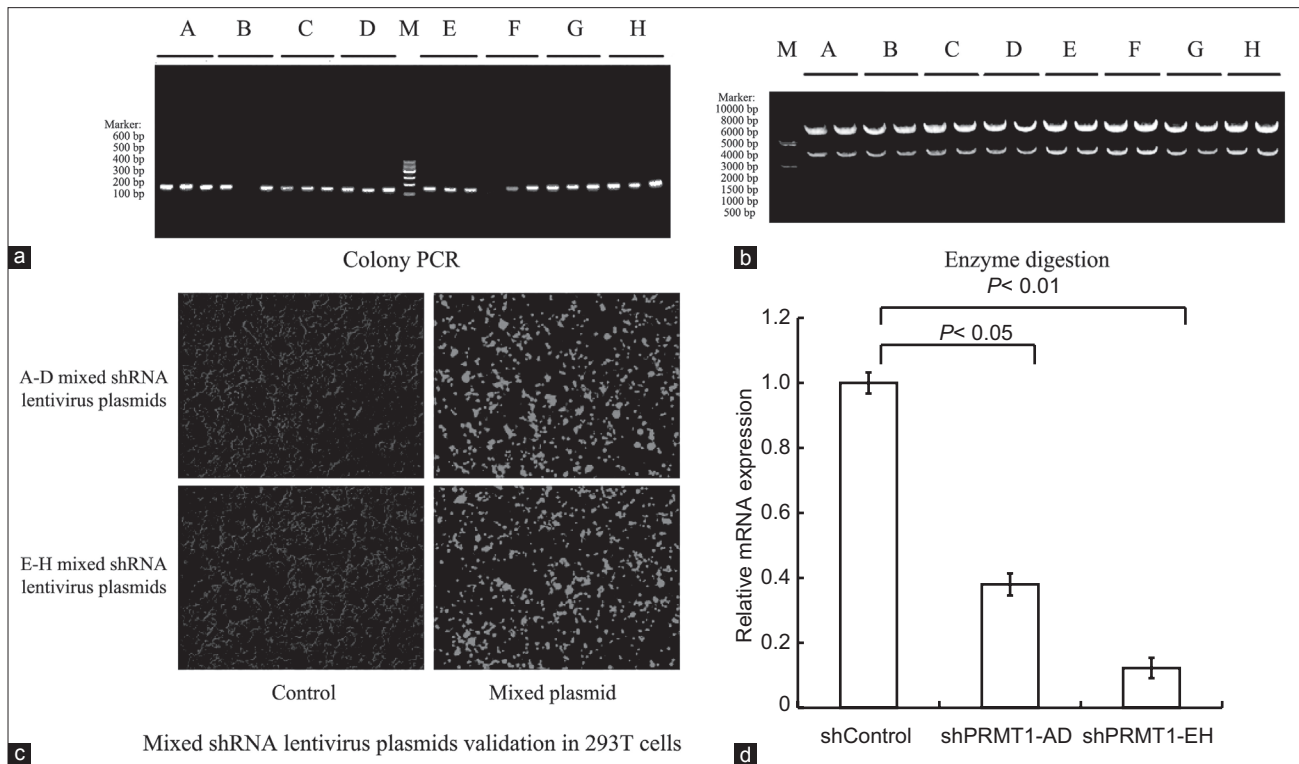 A B C D M E F G H
Marker:
600 bp
500 bp
400 bp
300 bp
200 bp
100 bp
a
Colony PCR
M A B C D E F G H
Marker:
10000 bp
8000 bp
6000 bp
5000 bp
4000 bp
3000 bp
2000 bp
1500 bp
1000 bp
500 bp
b
Enzyme digestion
A-D mixed shRNA
lentivirus plasmids
E-H mixed shRNA
lentivirus plasmids
Control Mixed plasmid
c
Mixed shRNA lentivirus plasmids validation in 293T cells
P< 0.01
P< 0.05
Relative mRNA expression
1.2
1.0
0.8
0.6
0.4
0.2
0
shControl shPRMT1-AD shPRMT1-EH
d